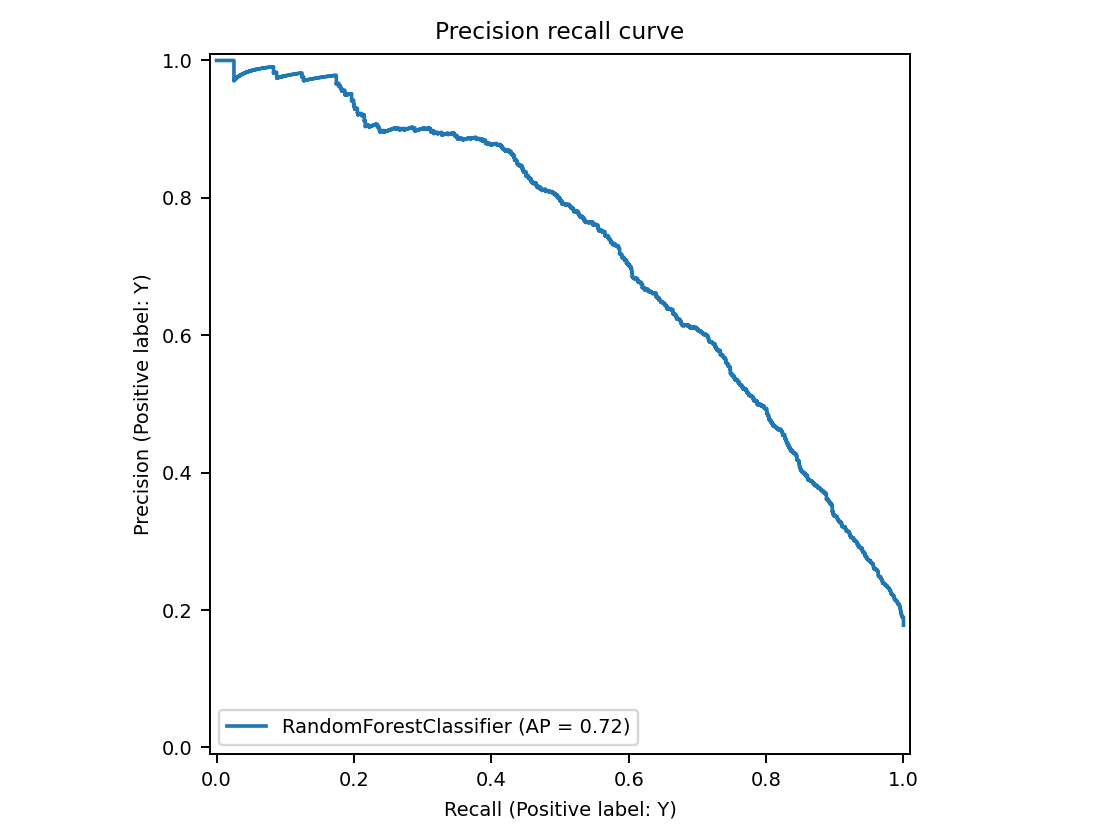 Precision recall curve
1.0
0.8
0.6
0.4
0.2
0.0
Precision (Positive label: Y)
RandomForestClassifier (AP = 0.72)
0.0 0.2 0.4 0.6 0.8 1.0
Recall (Positive label: Y)